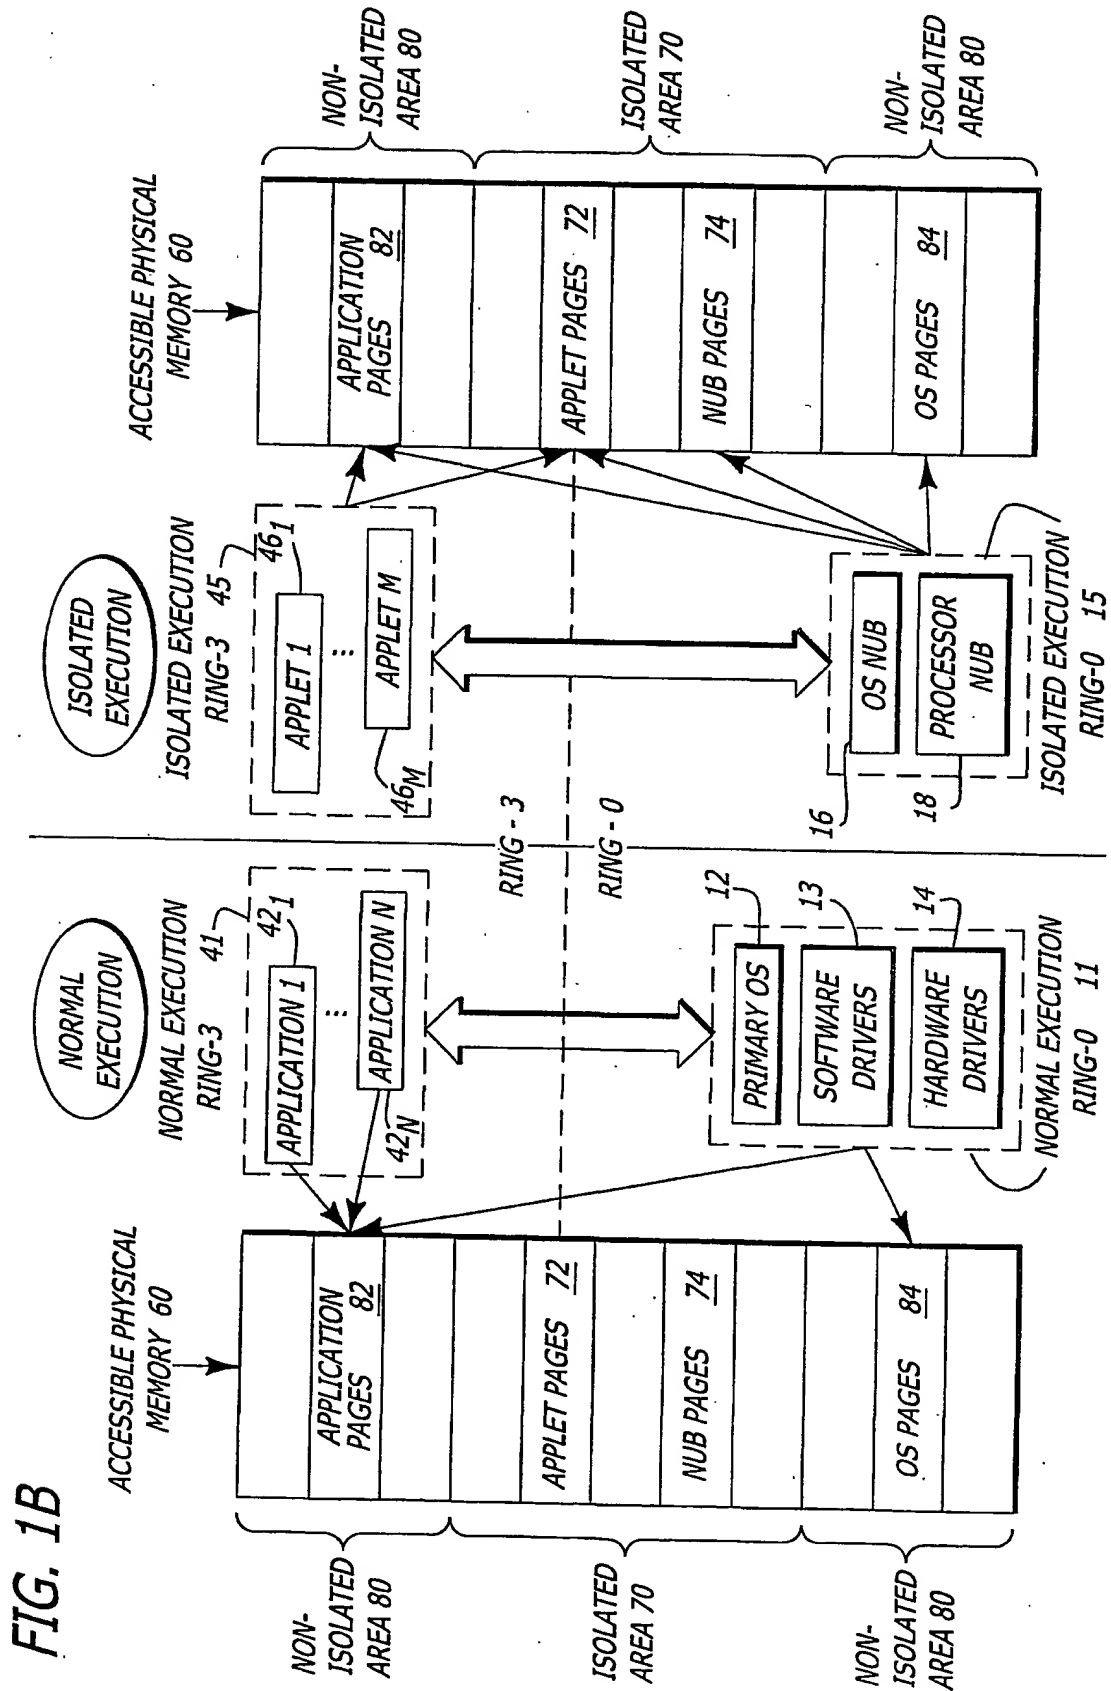 FIG. 1B
NORMAL
EXECUTION
ISOLATED
EXECUTION
ACCESSIBLE PHYSICAL
MEMORY 60
NORMAL EXECUTION
RING-3
41
ISOLATED EXECUTION
RING-3
45
ACCESSIBLE PHYSICAL
MEMORY 60
NON-
ISOLATED
AREA 80
ISOLATED
AREA 70
NON-
ISOLATED
AREA 80
APPLICATION
PAGES 82
APPLET PAGES 72
NUB PAGES 74
OS PAGES 84
APPLICATION 1
42₁
...
APPLICATION N
42N
RING - 3
RING - 0
PRIMARY OS
12
SOFTWARE
DRIVERS
13
HARDWARE
DRIVERS
14
NORMAL EXECUTION
RING-0
11
APPLET 1
46₁
...
APPLET M
46M
OS NUB
16
PROCESSOR
NUB
18
ISOLATED EXECUTION
RING-0
15
APPLICATION
PAGES 82
APPLET PAGES 72
NUB PAGES 74
OS PAGES 84
NON-
ISOLATED
AREA 80
ISOLATED
AREA 70
NON-
ISOLATED
AREA 80